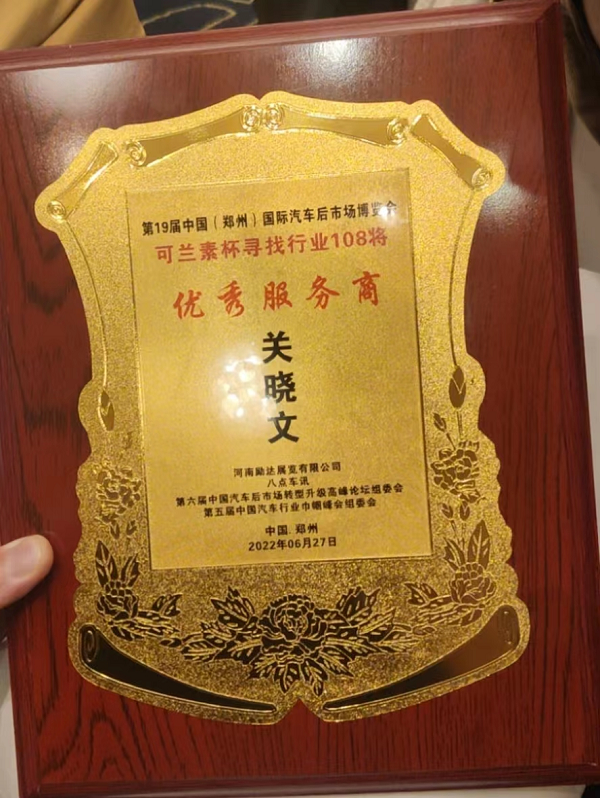 第19届中国（郑州）国际汽车后市场博览会
可兰素杯寻找行业108将
优秀服务商
关晓文
河南励达展览有限公司
八点车讯
第六届中国汽车后市场转型升级高峰论坛组委会
第五届中国汽车行业巾帼峰会组委会
中国.郑州
2022年06月27日